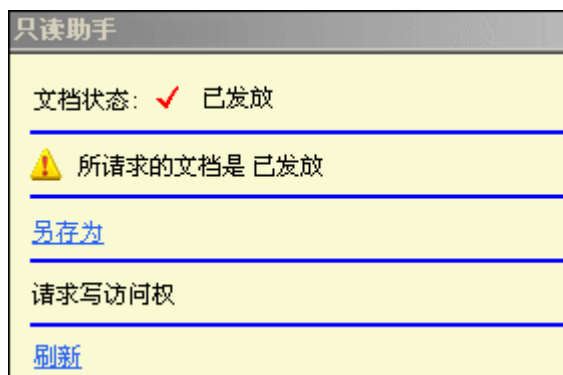 只读助手
文档状态: 已发放
所请求的文档是 已发放
另存为
请求写访问权
刷新